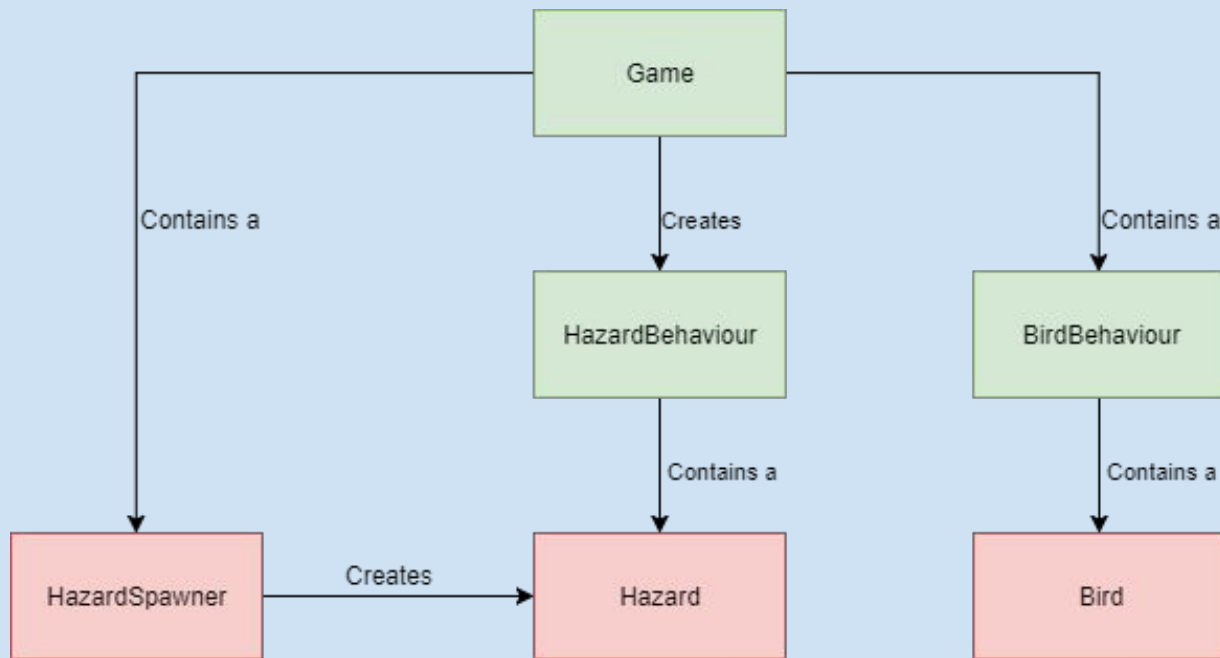 Game
Contains a
Creates
Contains a
HazardBehaviour
BirdBehaviour
Contains a
Contains a
HazardSpawner
Creates
Hazard
Bird